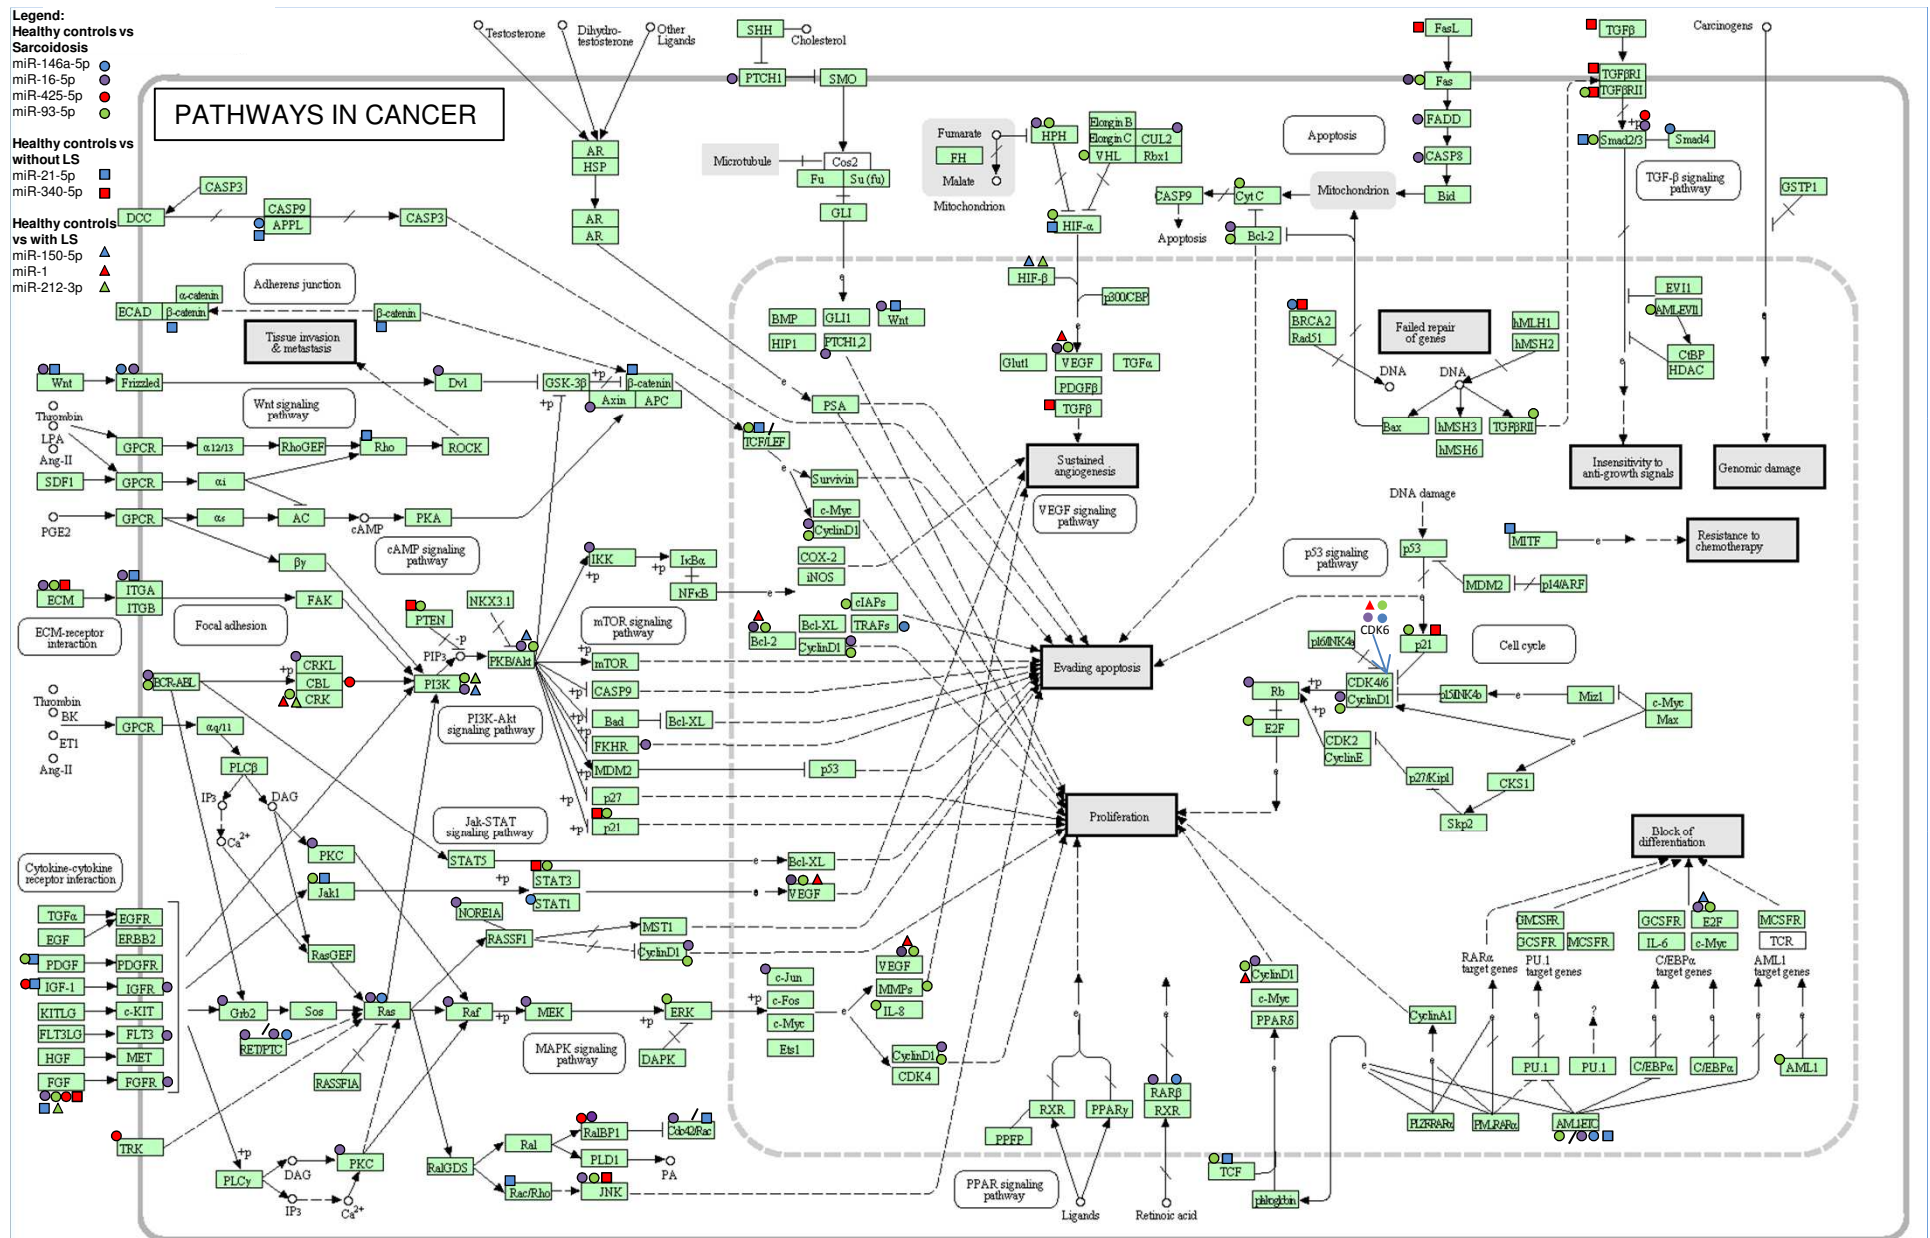 Legend:
Healthy controls vs
Sarcoidosis
miR-146a-5p
miR-16-5p
miR-425-5p
miR-93-5p
Healthy controls vs
without LS
miR-21-5p
miR-340-5p
Healthy controls
vs with LS
miR-150-5p
miR-1
miR-212-3p
PATHWAYS IN CANCER
Testosterone
Dihydro-
testosterone
Other
Ligands
SHH
Cholesterol
PTCH1
SMO
AR
HSP
AR
AR
Microtubule
Cos2
Fu
Su (fu)
GLI
Fumarate
FH
Malate
Mitochondrion
HPH
Elongin B
Elongin C
CUL2
VHL
Rbx1
HIF-α
HIF-β
p300/CBP
FasL
Fas
FADD
CASP8
Bid
Mitochondrion
CytC
CASP9
Apoptosis
Bcl-2
Apoptosis
TGFβ
TGFβRI
TGFβRII
+p
Smad2/3
Smad4
TGF-β signaling
pathway
Carcinogens
GSTP1
CASP3
DCC
CASP9
APPL
CASP3
Adherens junction
α-catenin
ECAD
β-catenin
β-catenin
Tissue invasion
& metastasis
Wnt
Frizzled
Dvl
GSK-3β
+p
β-catenin
+p
Axin
APC
Wnt signaling
pathway
Thrombin
LPA
Ang-II
GPCR
α12/13
RhoGEF
Rho
ROCK
SDF1
GPCR
αi
PGE2
GPCR
αs
AC
cAMP
PKA
cAMP signaling
pathway
βγ
e
BMP
GLI1
Wnt
HIP1
PTCH1,2
e
PSA
TCF/LEF
e
Survivin
c-Myc
CyclinD1
COX-2
iNOS
e
Glut1
VEGF
TGFα
PDGFβ
TGFβ
Sustained
angiogenesis
VEGF signaling
pathway
BRCA2
Rad51
Failed repair
of genes
hMLH1
hMSH2
DNA
DNA
Bax
hMSH3
TGFβRII
hMSH6
EVI1
AMLEVI1
CtBP
HDAC
e
e
Insensitivity to
anti-growth signals
Genomic damage
DNA damage
p53
p53 signaling
pathway
MDM2
p14/ARF
MITF
e
Resistance to
chemotherapy
e
CDK6
p16/INK4a
p21
Cell cycle
CDK4/6
CyclinD1
p15/INK4b
e
Miz1
c-Myc
Max
Rb
+p
+p
E2F
e
CDK2
CyclinE
p27/Kip1
e
CKS1
Skp2
ECM
ITGA
ITGB
FAK
ECM-receptor
interaction
Focal adhesion
PTEN
NKX3.1
PIP3
-p
PKB/Akt
PI3K
PI3K-Akt
signaling pathway
IKK
+p
+p
IκBα
NFκB
e
mTOR signaling
pathway
+p
mTOR
+p
CASP9
+p
Bad
Bcl-XL
+p
FKHR
+p
MDM2
p53
+p
p27
+p
p21
cIAPs
Bcl-XL
TRAFs
Bcl-2
CyclinD1
Evading apoptosis
Proliferation
BCR-ABL
+p
CRKL
CBL
CRK
Thrombin
BK
ET1
Ang-II
GPCR
αq/11
PLCβ
IP3
DAG
Ca2+
PKC
Jak-STAT
signaling pathway
STAT5
+p
STAT3
STAT1
e
Bcl-XL
e
VEGF
Jak1
Cytokine-cytokine
receptor interaction
TGFα
EGFR
EGF
ERBB2
PDGF
PDGFR
IGF-1
IGFR
KITLG
c-KIT
FLT3LG
FLT3
HGF
MET
FGF
FGFR
TRK
RasGEF
NORE1A
RASSF1
MST1
CyclinD1
Grb2
Sos
Ras
Raf
+p
MEK
+p
ERK
+p
RET/PTC
RASSF1A
MAPK signaling
pathway
DAPK
c-Jun
c-Fos
c-Myc
Ets1
e
VEGF
MMPs
IL-8
CyclinD1
CDK4
+p
PLCγ
DAG
IP3
Ca2+
PKC
RalGDS
Ral
RalBP1
Cdc42/Rac
PLD1
PA
Rac/Rho
JNK
e
RXR
PPARγ
PPFP
PPAR signaling
pathway
Ligands
e
RARβ
RXR
Retinoic acid
CyclinD1
c-Myc
PPARδ
e
TCF
plakoglobin
Block of
differentiation
GMCSFR
GCSFR
MCSFR
GCSFR
IL-6
E2F
c-Myc
MCSFR
TCR
RARα
target genes
PU.1
target genes
C/EBPα
target genes
AML1
target genes
CyclinA1
e
e
e
e
?
e
e
e
e
PU.1
PU.1
C/EBPα
C/EBPα
AML1
PLZF-RARα
PML-RARα
AML1-ETO